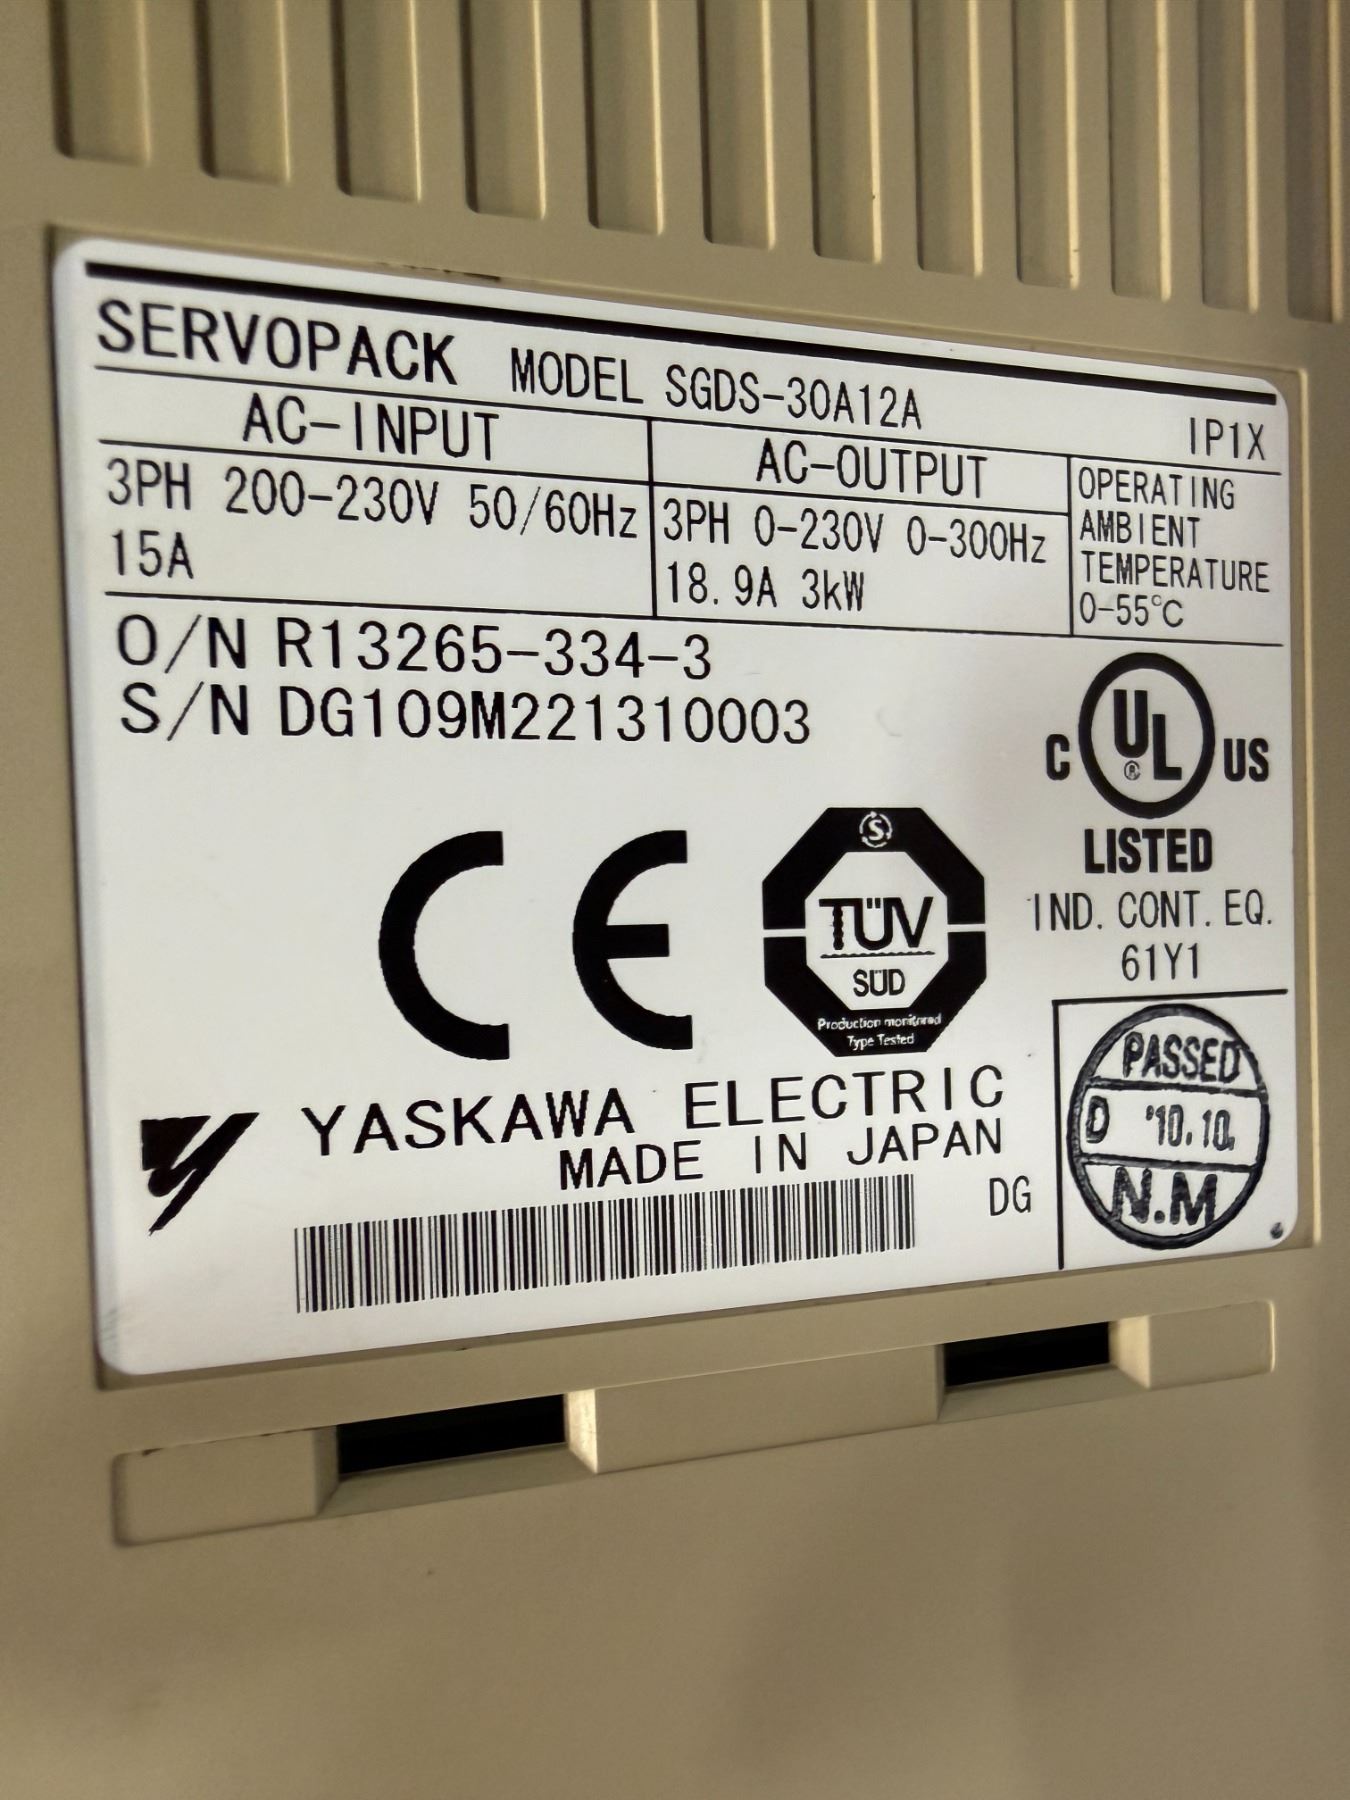 SERVOPACK MODEL SGDS-30A12A IP1X
AC-INPUT
3PH 200-230V 50/60Hz
15A
AC-OUTPUT
3PH 0-230V 0-300Hz
18.9A 3kW
OPERATING
AMBIENT
TEMPERATURE
0-55°C
O/N R13265-334-3
S/N DG109M221310003
C UL® US
LISTED
IND. CONT. EQ.
61Y1
CE
S
TÜV
SÜD
Production monitored
Type Tested
YASKAWA ELECTRIC
MADE IN JAPAN
DG
PASSED
D '10.10.
N.M